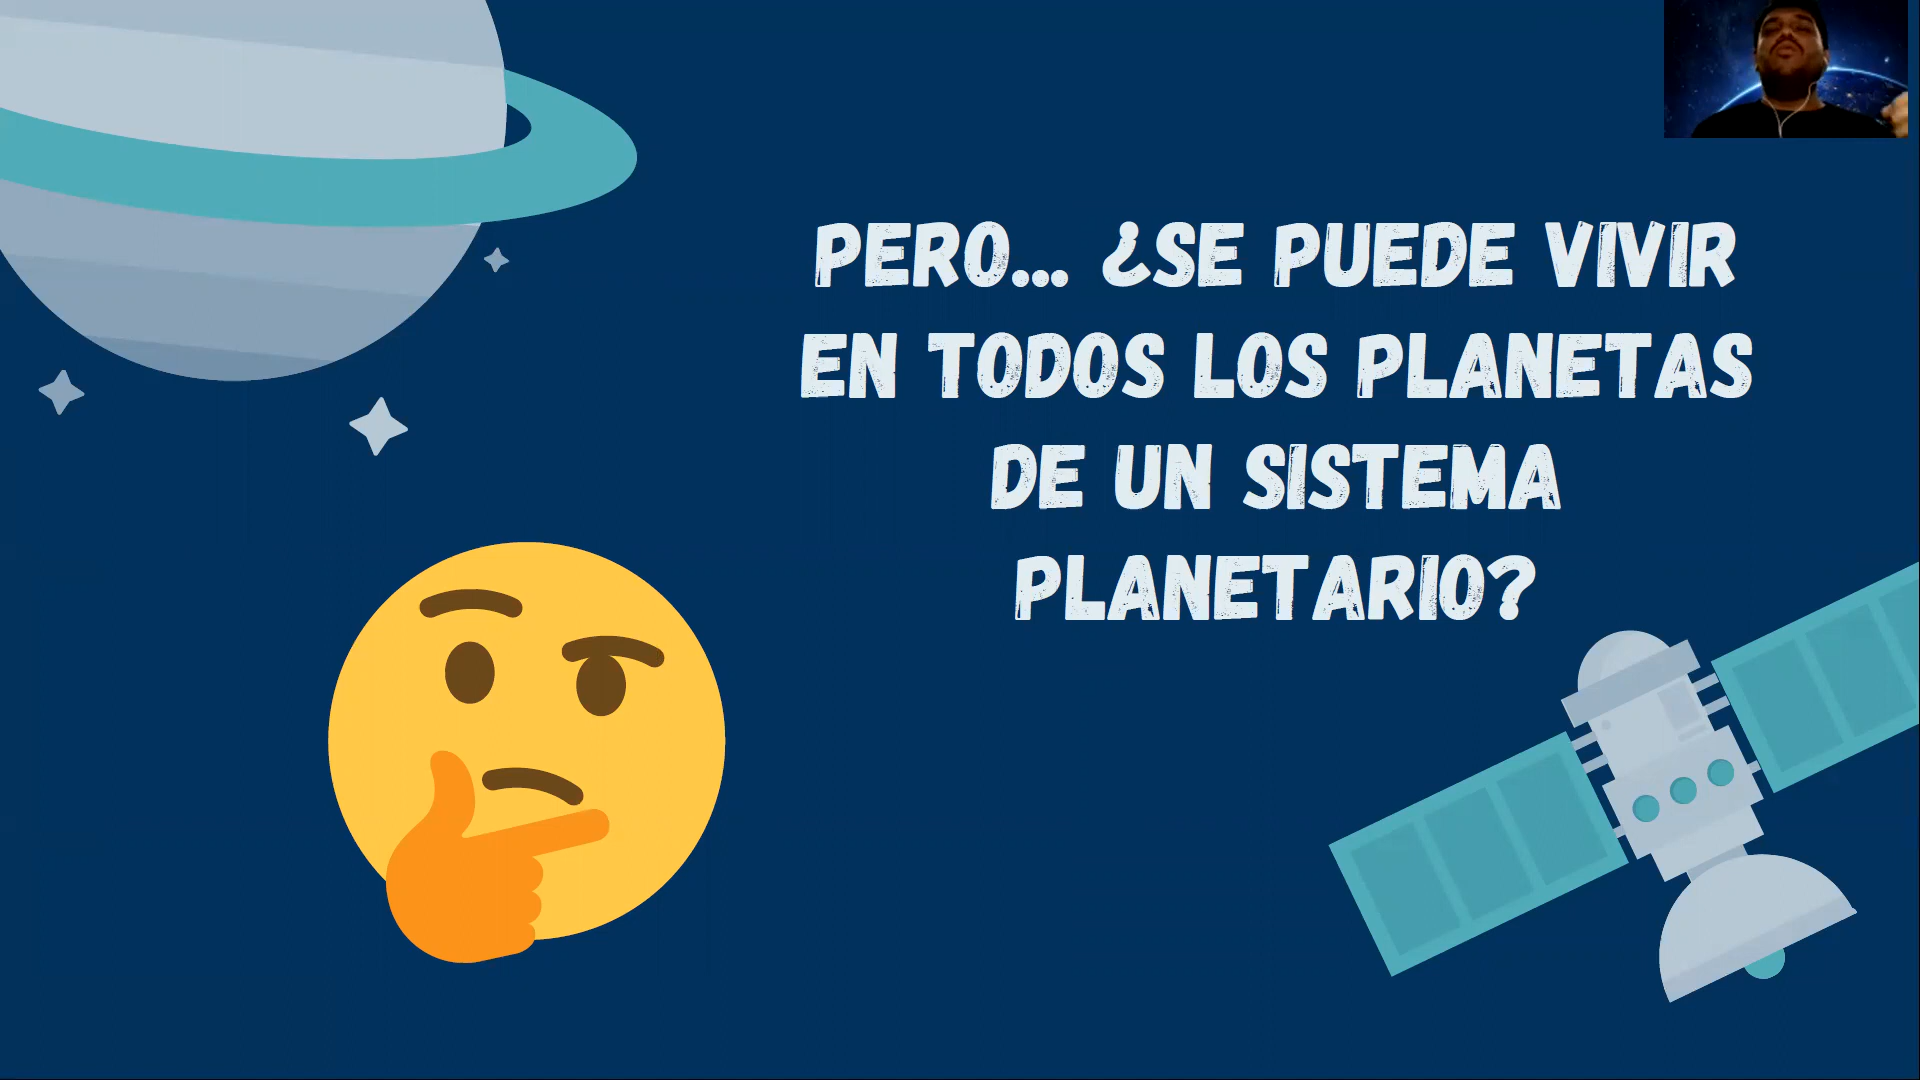 PERO... ¿SE PUEDE VIVIR
EN TODOS LOS PLANETAS
DE UN SISTEMA
PLANETARIO?